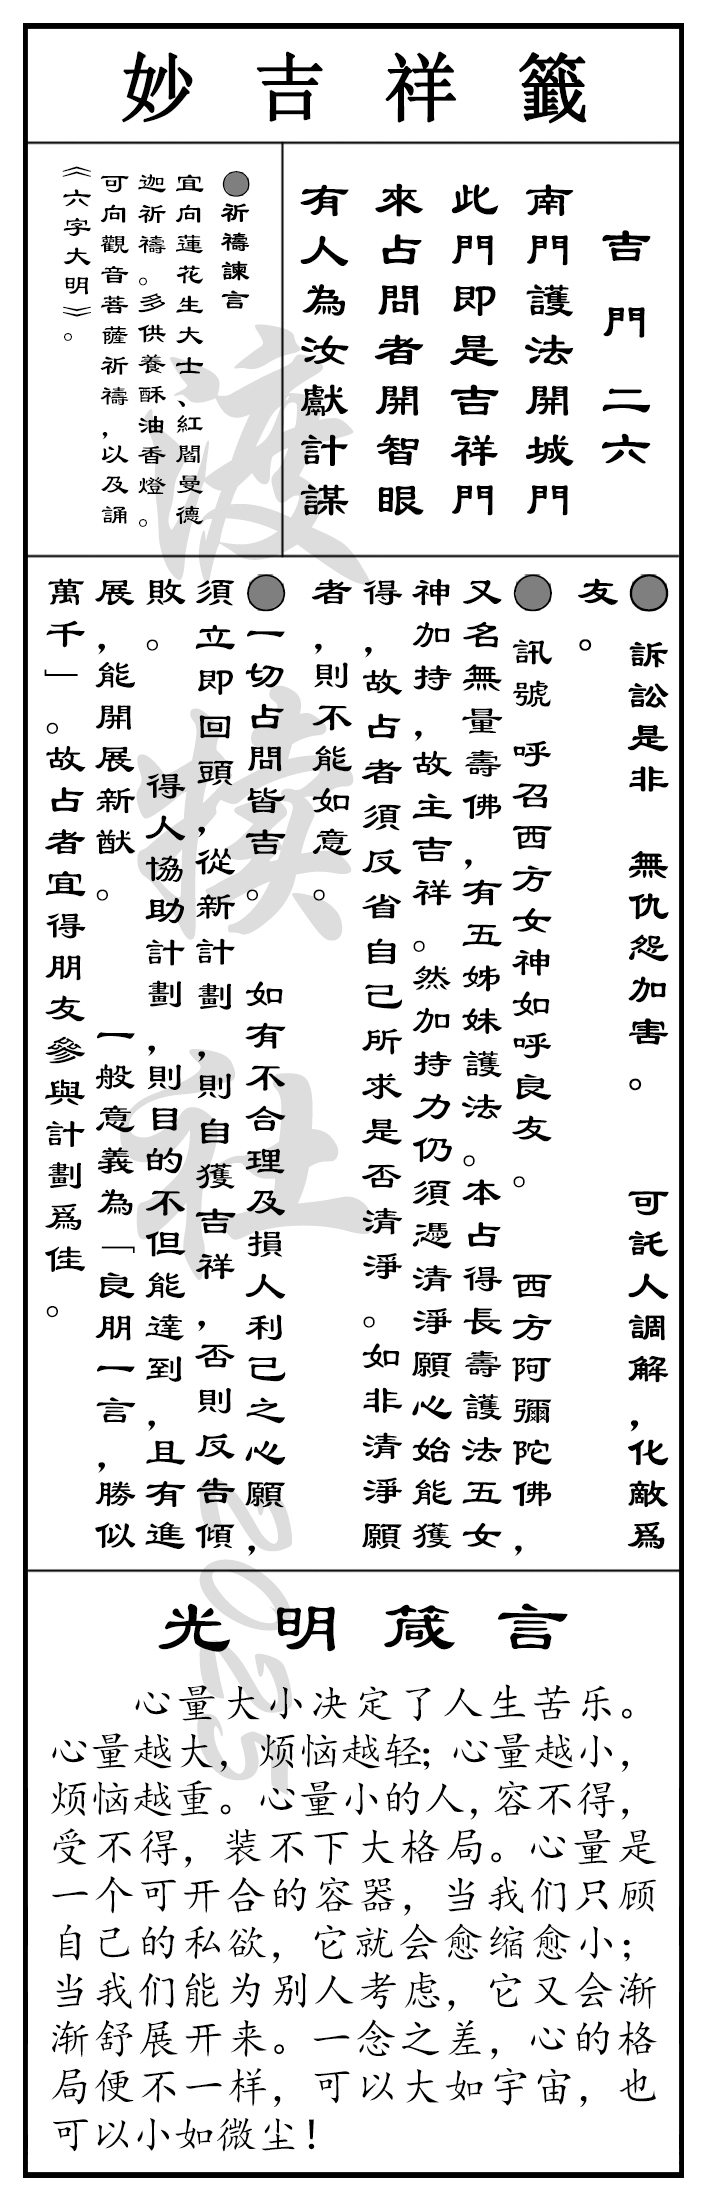 妙吉祥籤
吉門二六
南門護法開城門
此門即是吉祥門
來占問者開智眼
有人為汝獻計謀
●祈禱諫言
宜向蓮花生大士、紅閻曼德
迦祈禱。多供養酥油香燈。
可向觀音菩薩祈禱，以及誦
《六字大明》。
●訴訟是非 無仇怨加害。 可託人調解，化敵爲
友。
●訊號 呼召西方女神如呼良友。 西方阿彌陀佛，
又名無量壽佛，有五姊妹護法。本占得長壽護法五女
神加持，故主吉祥。然加持力仍須憑清淨願心始能獲
得，故占者須反省自己所求是否清淨。如非清淨願
者，則不能如意。
●一切占問皆吉。 如有不合理及損人利己之心願，
須立即回頭，從新計劃，則自獲吉祥，否則反告傾
敗。 得人協助計劃，則目的不但能達到，且有進
展，能開展新猷。 一般意義為「良朋一言，勝似
萬千」。故占者宜得朋友參與計劃爲佳。
光明箴言
心量大小决定了人生苦乐。
心量越大，烦恼越轻；心量越小，
烦恼越重。心量小的人，容不得，
受不得，装不下大格局。心量是
一个可开合的容器，当我们只顾
自己的私欲，它就会愈缩愈小；
当我们能为别人考虑，它又会渐
渐舒展开来。一念之差，心的格
局便不一样，可以大如宇宙，也
可以小如微尘！
渡犊社2025